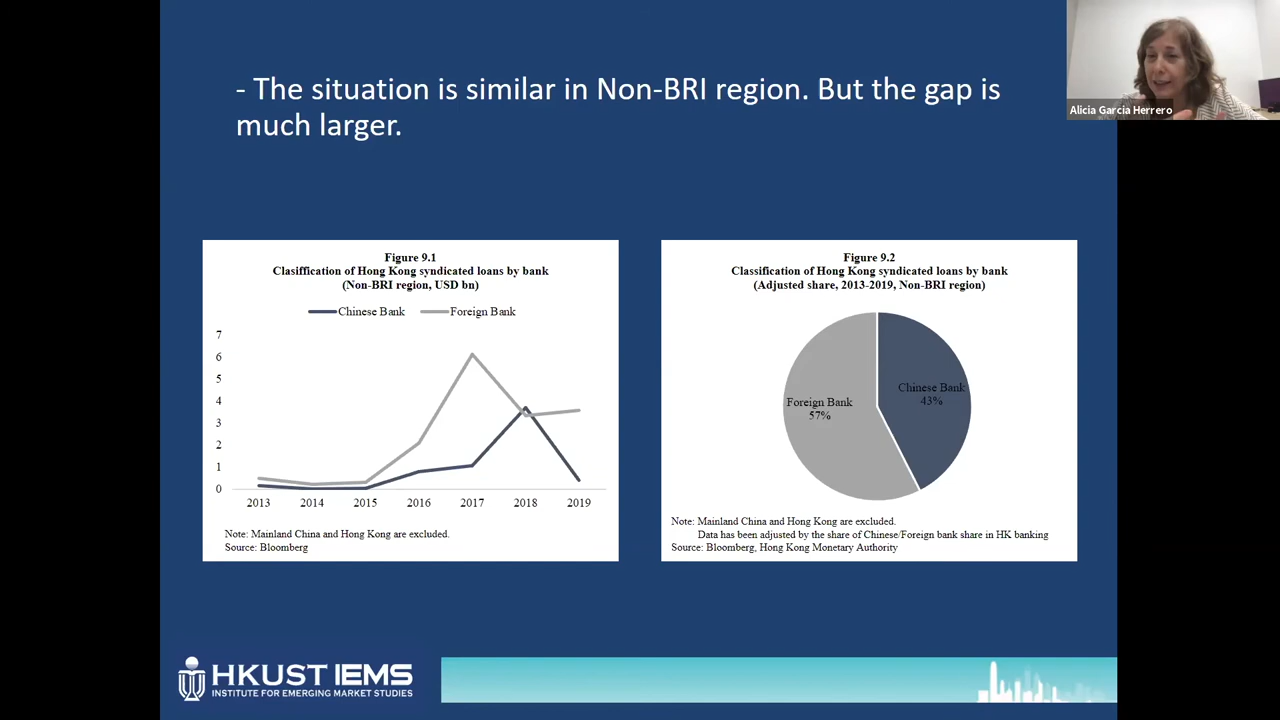 - The situation is similar in Non-BRI region. But the gap is
much larger.
Alicia Garcia Herrero
Figure 9.1
Clasiffication of Hong Kong syndicated loans by bank
(Non-BRI region, USD bn)
Chinese Bank Foreign Bank
7
6
5
4
3
2
1
0
2013 2014 2015 2016 2017 2018 2019
Note: Mainland China and Hong Kong are excluded.
Source: Bloomberg
Figure 9.2
Classification of Hong Kong syndicated loans by bank
(Adjusted share, 2013-2019, Non-BRI region)
Chinese Bank
43%
Foreign Bank
57%
Note: Mainland China and Hong Kong are excluded.
Data has been adjusted by the share of Chinese/Foreign bank share in HK banking
Source: Bloomberg, Hong Kong Monetary Authority
HKUST IEMS
INSTITUTE FOR EMERGING MARKET STUDIES